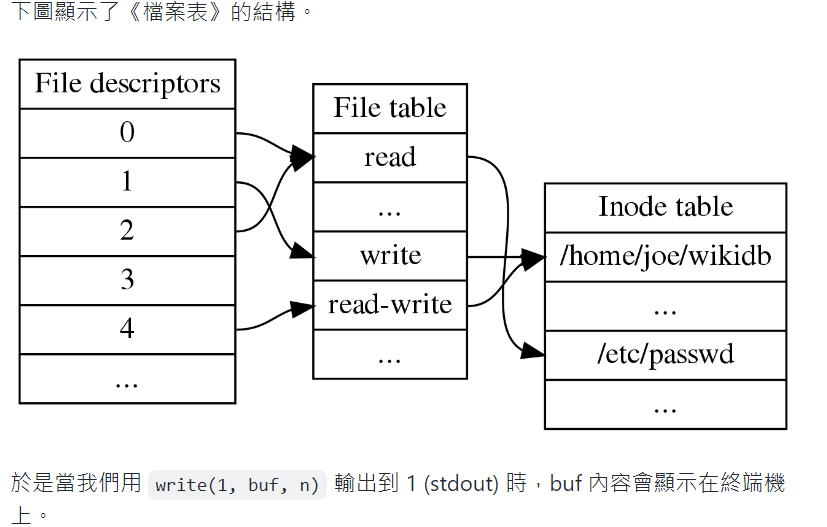 下圖顯示了《檔案表》的結構。
File descriptors
0
1
2
3
4
...
File table
read
...
write
read-write
...
Inode table
/home/joe/wikidb
...
/etc/passwd
...
於是當我們用 write(1, buf, n) 輸出到 1 (stdout) 時，buf 內容會顯示在終端機
上。